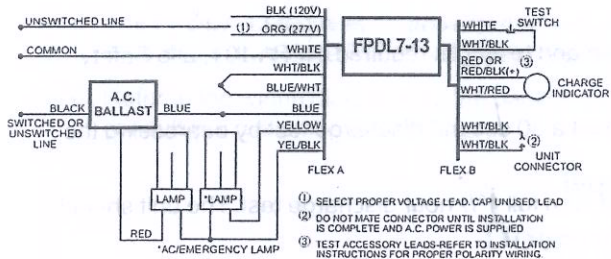 BLK (120V)
UNSWITCHED LINE
(1)
ORG (277V)
COMMON
WHITE
WHT/BLK
BLU/WHT
BLACK
A.C.
BALLAST
BLUE
BLUE
SWITCHED OR
UNSWITCHED
LINE
YELLOW
YEL/BLK
FLEX A
LAMP
*LAMP
RED
*AC/EMERGENCY LAMP
FPDL7-13
TEST
SWITCH
WHITE
WHT/BLK
RED OR
RED/BLK(+)
(3)
CHARGE
INDICATOR
WHT/RED
WHT/BLK
(2)
WHT/BLK
UNIT
CONNECTOR
FLEX B
(1) SELECT PROPER VOLTAGE LEAD. CAP UNUSED LEAD
(2) DO NOT MATE CONNECTOR UNTIL INSTALLATION
IS COMPLETE AND A.C. POWER IS SUPPLIED
(3) TEST ACCESSORY LEADS-REFER TO INSTALLATION
INSTRUCTIONS FOR PROPER POLARITY WIRING.